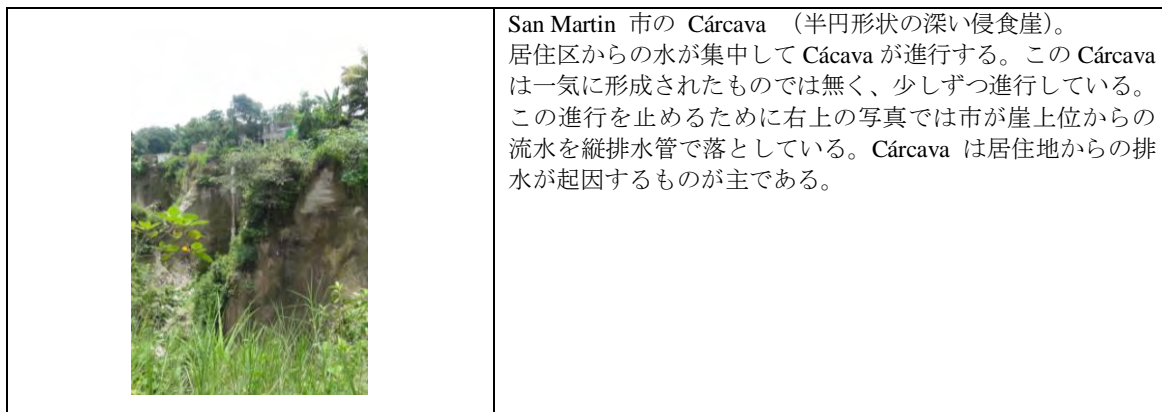 San Martin 市の Cárcava （半円形状の深い侵食崖）。
居住区からの水が集中して Cácava が進行する。この Cárcava
は一気に形成されたものでは無く、少しずつ進行している。
この進行を止めるために右上の写真では市が崖上位からの
流水を縦排水管で落としている。Cárcava は居住地からの排
水が起因するものが主である。